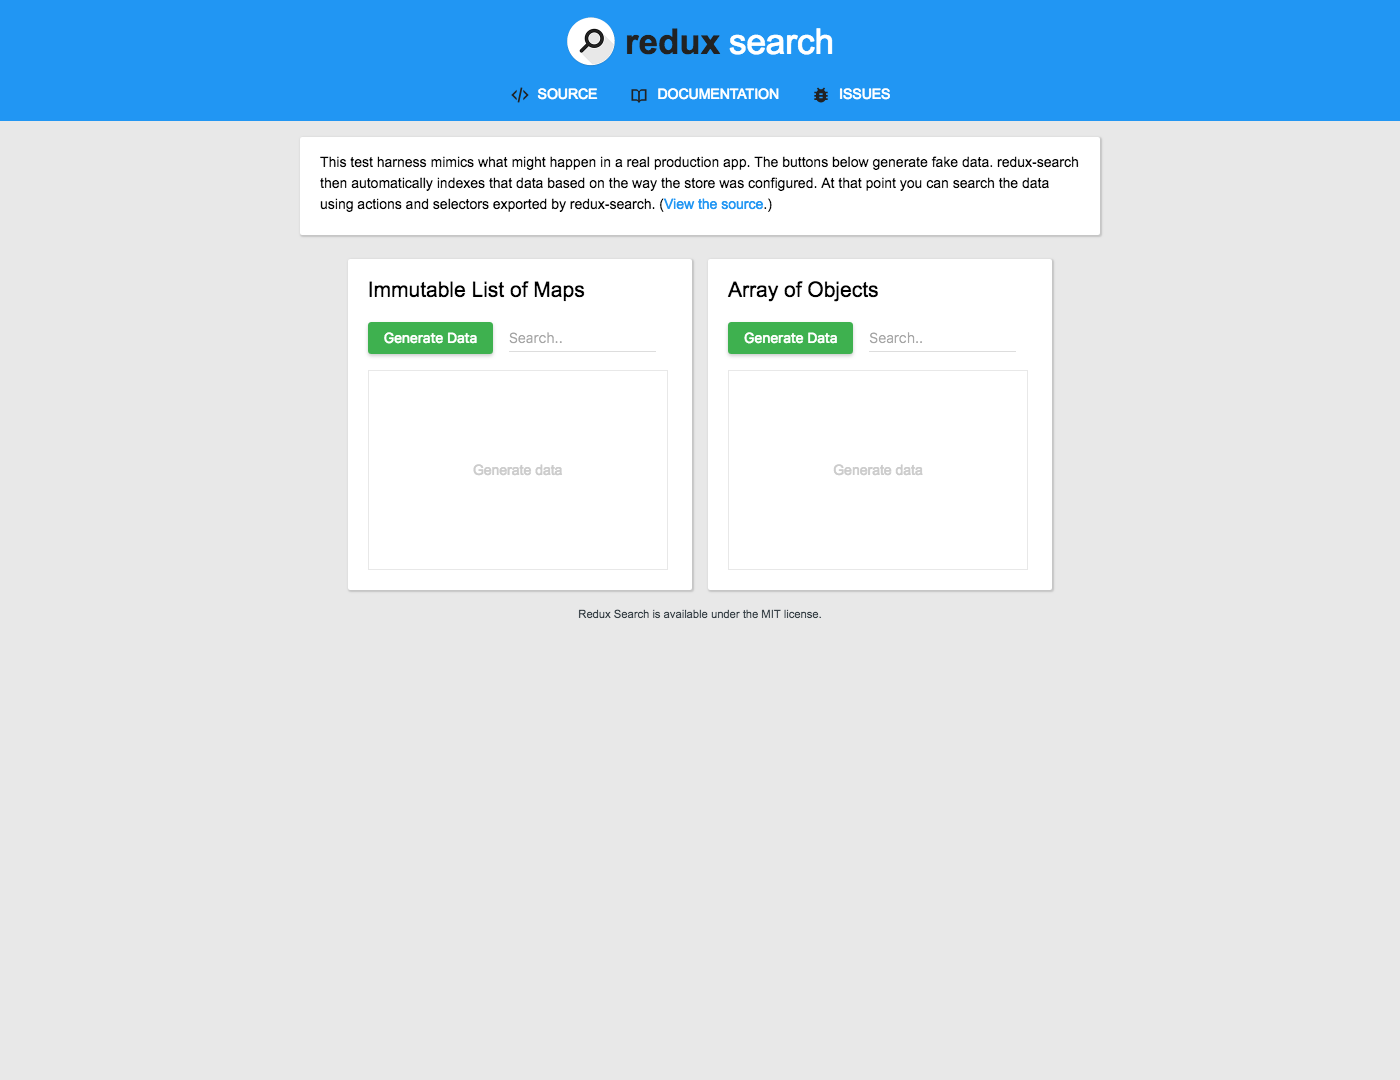 redux search
SOURCE DOCUMENTATION ISSUES
This test harness mimics what might happen in a real production app. The buttons below generate fake data. redux-search
then automatically indexes that data based on the way the store was configured. At that point you can search the data
using actions and selectors exported by redux-search. (View the source.)
Immutable List of Maps
Generate Data Search..
Generate data
Array of Objects
Generate Data Search..
Generate data
Redux Search is available under the MIT license.